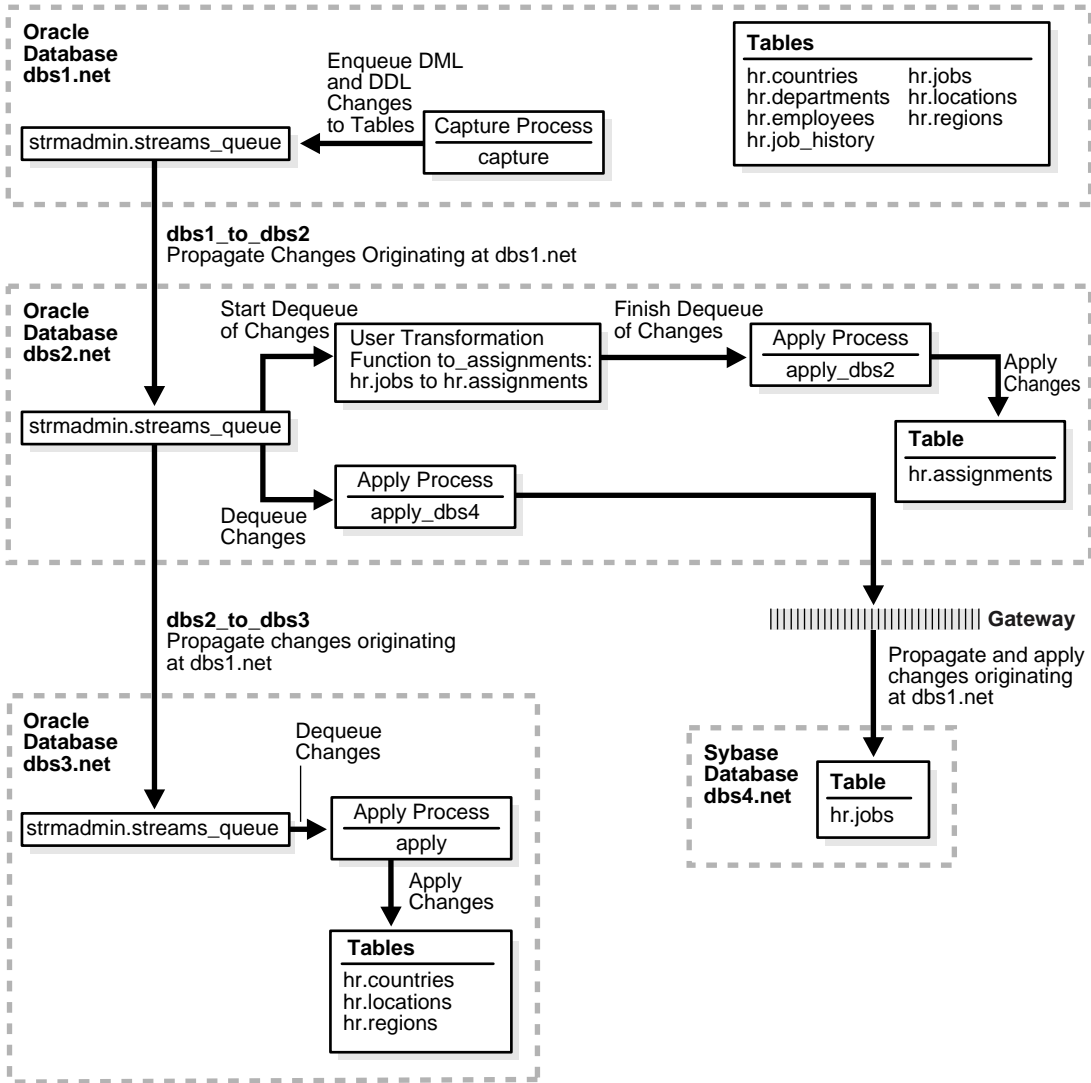 Oracle
Database
dbs1.net
Enqueue DML
and DDL
Changes
to Tables
strmadmin.streams_queue
Capture Process
capture
Tables
hr.countries hr.jobs
hr.departments hr.locations
hr.employees hr.regions
hr.job_history
dbs1_to_dbs2
Propagate Changes Originating at dbs1.net
Oracle
Database
dbs2.net
Start Dequeue
of Changes
User Transformation
Function to_assignments:
hr.jobs to hr.assignments
Finish Dequeue
of Changes
Apply Process
apply_dbs2
Apply
Changes
strmadmin.streams_queue
Table
hr.assignments
Dequeue
Changes
Apply Process
apply_dbs4
dbs2_to_dbs3
Propagate changes originating
at dbs1.net
Gateway
Propagate and apply
changes originating
at dbs1.net
Oracle
Database
dbs3.net
Dequeue
Changes
strmadmin.streams_queue
Apply Process
apply
Apply
Changes
Tables
hr.countries
hr.locations
hr.regions
Sybase
Database
dbs4.net
Table
hr.jobs